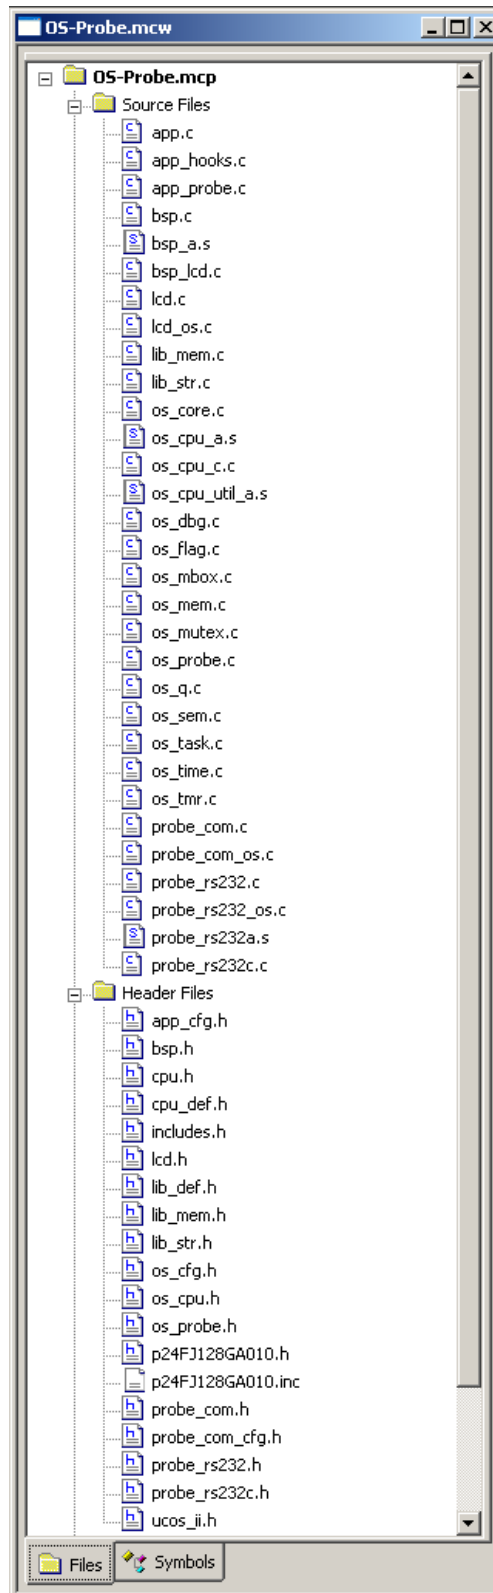 OS-Probe.mcw
OS-Probe.mcp
Source Files
app.c
app_hooks.c
app_probe.c
bsp.c
bsp_a.s
bsp_lcd.c
lcd.c
lcd_os.c
lib_mem.c
lib_str.c
os_core.c
os_cpu_a.s
os_cpu_c.c
os_cpu_util_a.s
os_dbg.c
os_flag.c
os_mbox.c
os_mem.c
os_mutex.c
os_probe.c
os_q.c
os_sem.c
os_task.c
os_time.c
os_tmr.c
probe_com.c
probe_com_os.c
probe_rs232.c
probe_rs232_os.c
probe_rs232a.s
probe_rs232c.c
Header Files
app_cfg.h
bsp.h
cpu.h
cpu_def.h
includes.h
lcd.h
lib_def.h
lib_mem.h
lib_str.h
os_cfg.h
os_cpu.h
os_probe.h
p24FJ128GA010.h
p24FJ128GA010.inc
probe_com.h
probe_com_cfg.h
probe_rs232.h
probe_rs232c.h
ucos_ii.h
Files Symbols